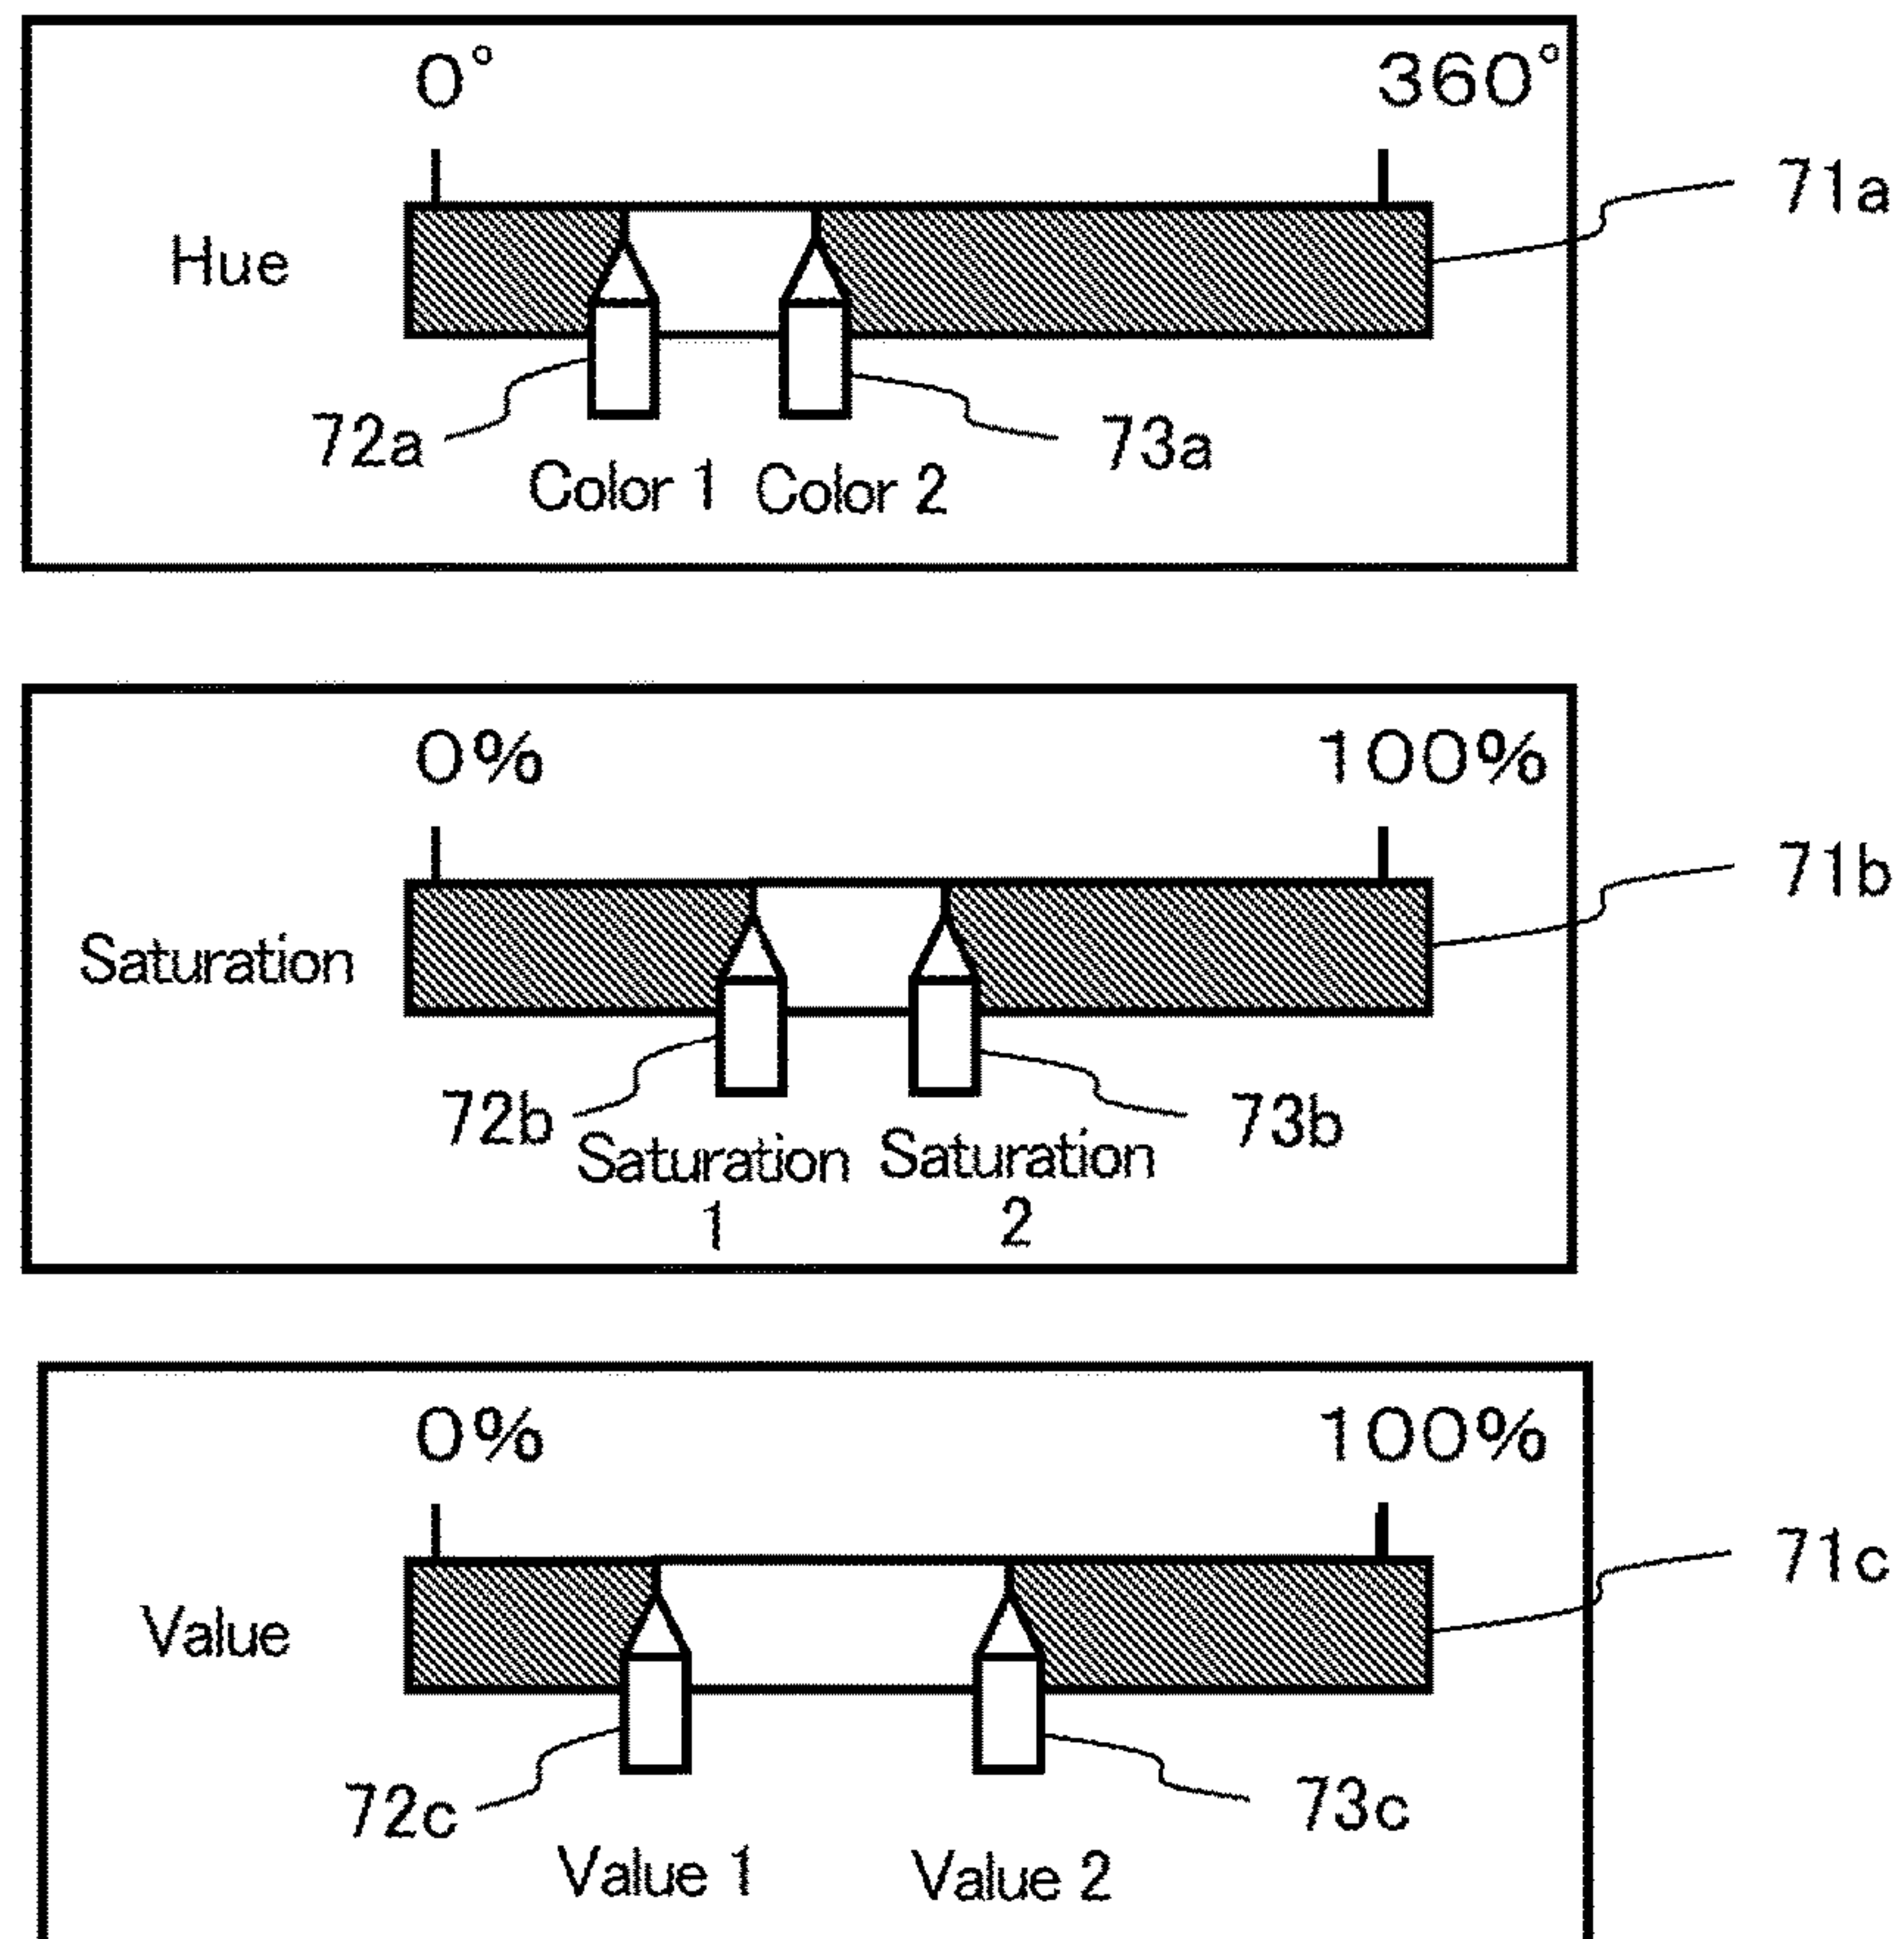 0° 360°
71a
Hue
72a 73a
Color 1 Color 2
0% 100%
71b
Saturation
72b 73b
Saturation Saturation
1 2
0% 100%
71c
Value
72c 73c
Value 1 Value 2